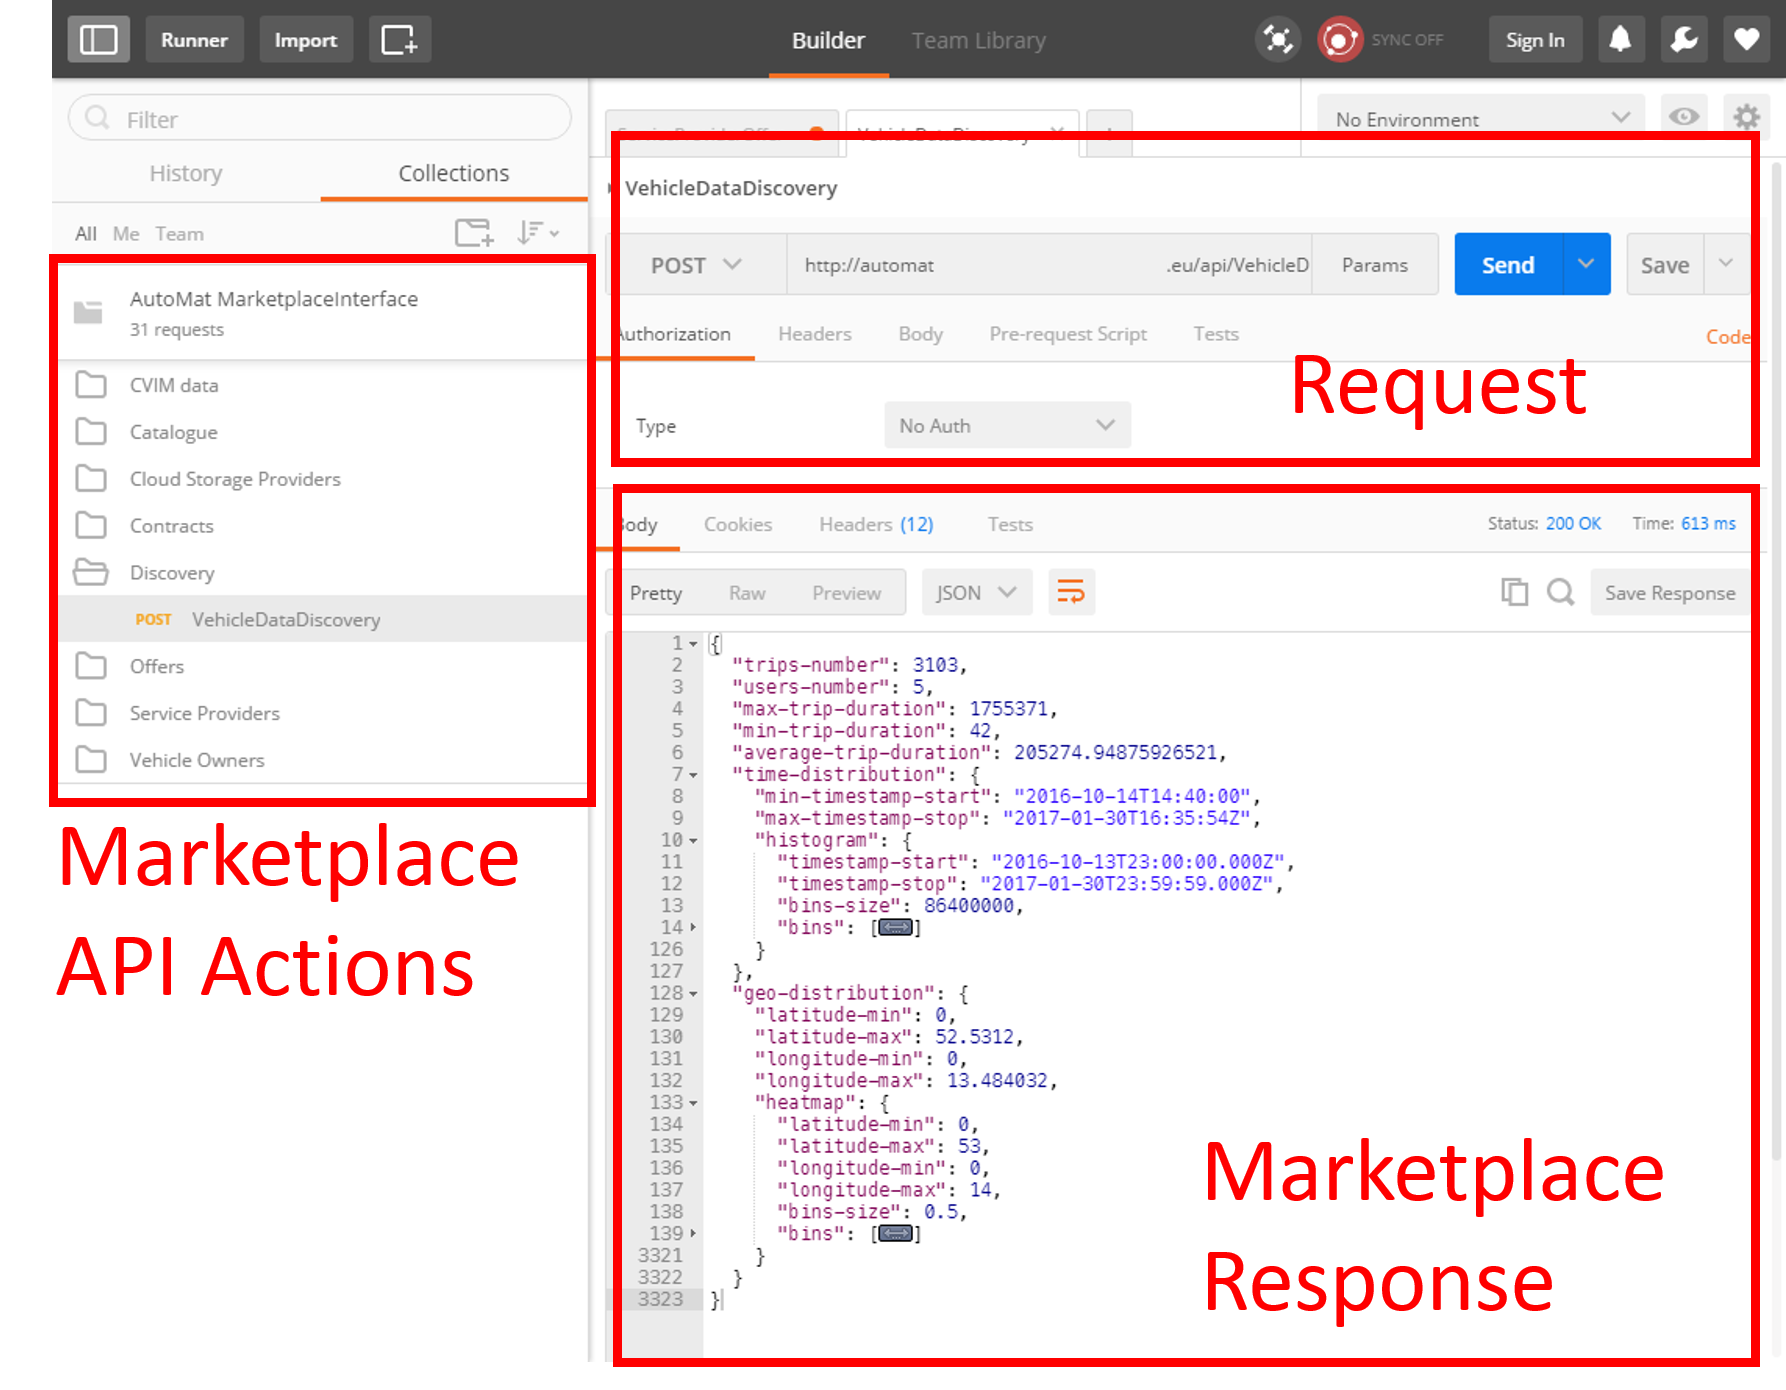 Runner Import Builder Team Library SYNC OFF Sign In
Filter
No Environment
History Collections
VehicleDataDiscovery
All Me Team
POST http://automat .eu/api/VehicleD Params Send Save
AutoMat MarketplaceInterface
31 requests
Authorization Headers Body Pre-request Script Tests Code
Request
Type No Auth
CVIM data
Catalogue
Cloud Storage Providers
Contracts
Discovery
POST VehicleDataDiscovery
Offers
Service Providers
Vehicle Owners
Marketplace
API Actions
Body Cookies Headers (12) Tests Status: 200 OK Time: 613 ms
Pretty Raw Preview JSON Save Response
1 {
2 "trips-number": 3103,
3 "users-number": 5,
4 "max-trip-duration": 1755371,
5 "min-trip-duration": 42,
6 "average-trip-duration": 205274.94875926521,
7 "time-distribution": {
8 "min-timestamp-start": "2016-10-14T14:40:00",
9 "max-timestamp-stop": "2017-01-30T16:35:54Z",
10 "histogram": {
11 "timestamp-start": "2016-10-13T23:00:00.000Z",
12 "timestamp-stop": "2017-01-30T23:59:59.000Z",
13 "bins-size": 86400000,
14 "bins": [↔]
126 }
127 },
128 "geo-distribution": {
129 "latitude-min": 0,
130 "latitude-max": 52.5312,
131 "longitude-min": 0,
132 "longitude-max": 13.484032,
133 "heatmap": {
134 "latitude-min": 0,
135 "latitude-max": 53,
136 "longitude-min": 0,
137 "longitude-max": 14,
138 "bins-size": 0.5,
139 "bins": [↔]
3321 }
3322 }
3323 }
Marketplace
Response